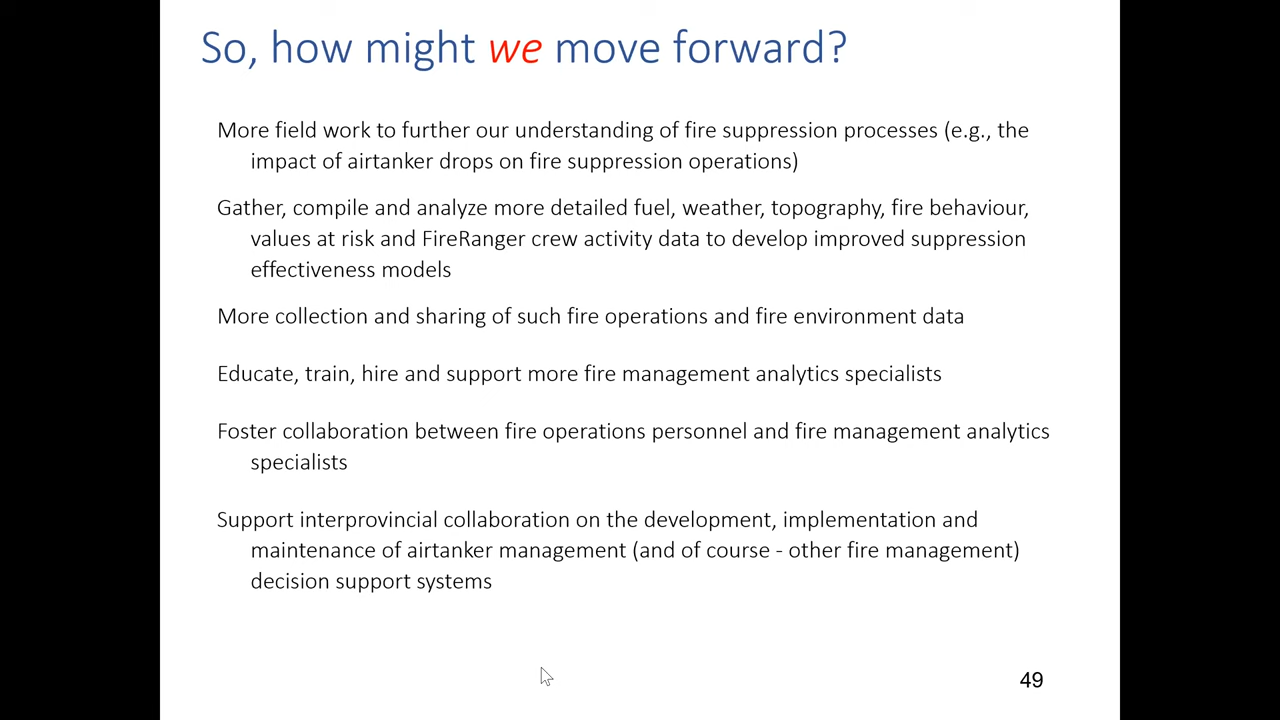 So, how might we move forward?
More field work to further our understanding of fire suppression processes (e.g., the
impact of airtanker drops on fire suppression operations)
Gather, compile and analyze more detailed fuel, weather, topography, fire behaviour,
values at risk and FireRanger crew activity data to develop improved suppression
effectiveness models
More collection and sharing of such fire operations and fire environment data
Educate, train, hire and support more fire management analytics specialists
Foster collaboration between fire operations personnel and fire management analytics
specialists
Support interprovincial collaboration on the development, implementation and
maintenance of airtanker management (and of course - other fire management)
decision support systems
49